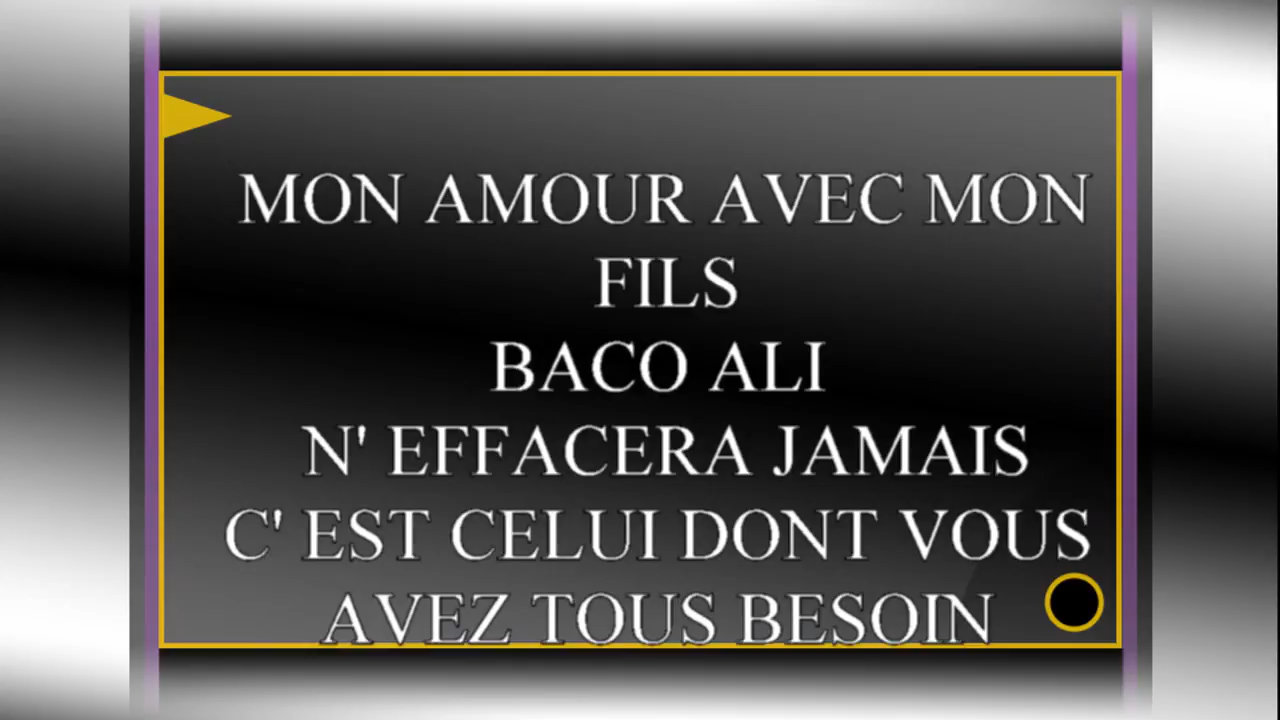 MON AMOUR AVEC MON
FILS
BACO ALI
N' EFFACERA JAMAIS
C' EST CELUI DONT VOUS
AVEZ TOUS BESOIN